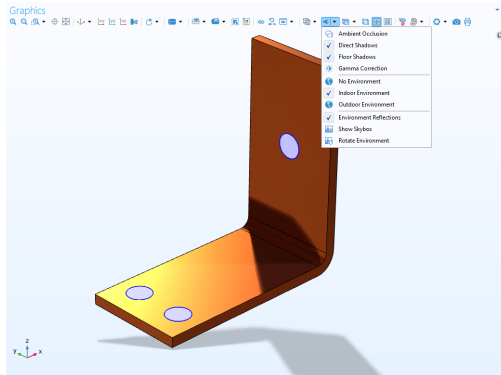 Graphics
Ambient Occlusion
Direct Shadows
Floor Shadows
Gamma Correction
No Environment
Indoor Environment
Outdoor Environment
Environment Reflections
Show Skybox
Rotate Environment
z
y
x